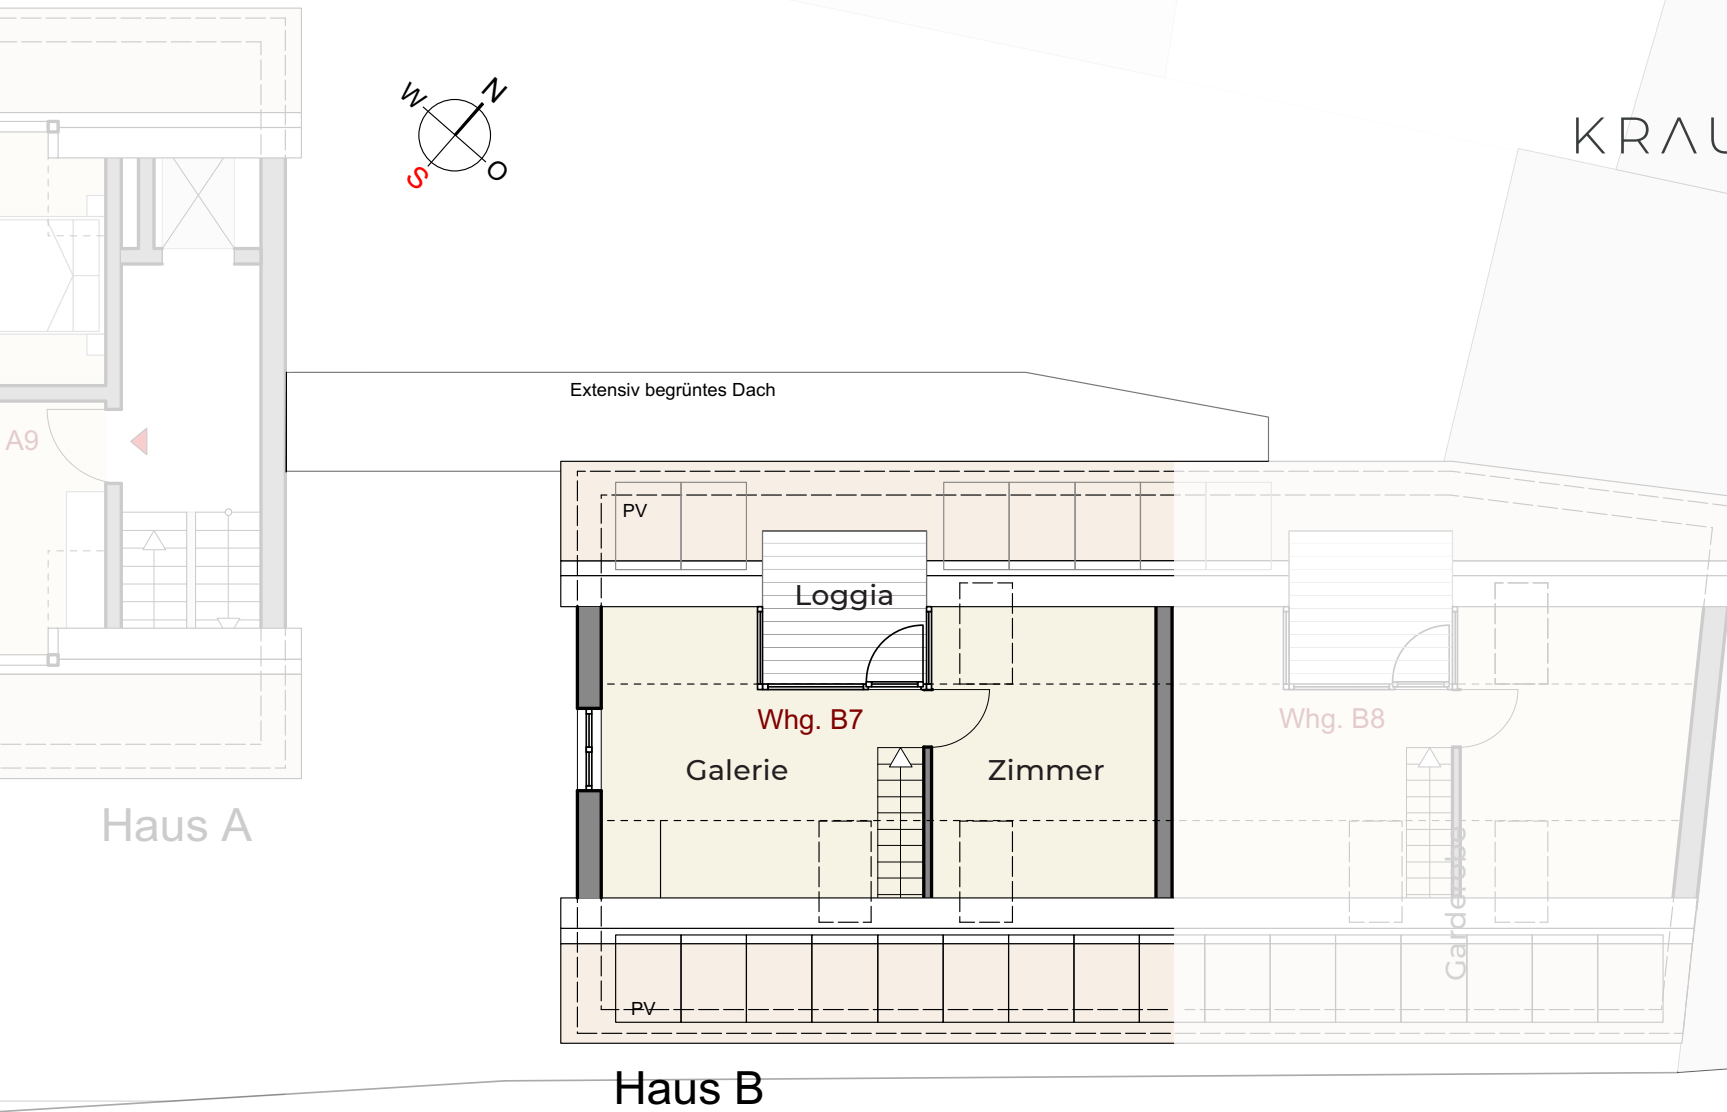 W
N
S
O
KRAU
Extensiv begrüntes Dach
A9
PV
Loggia
Whg. B7
Whg. B8
Galerie
Zimmer
Haus A
Garderobe
PV
Haus B